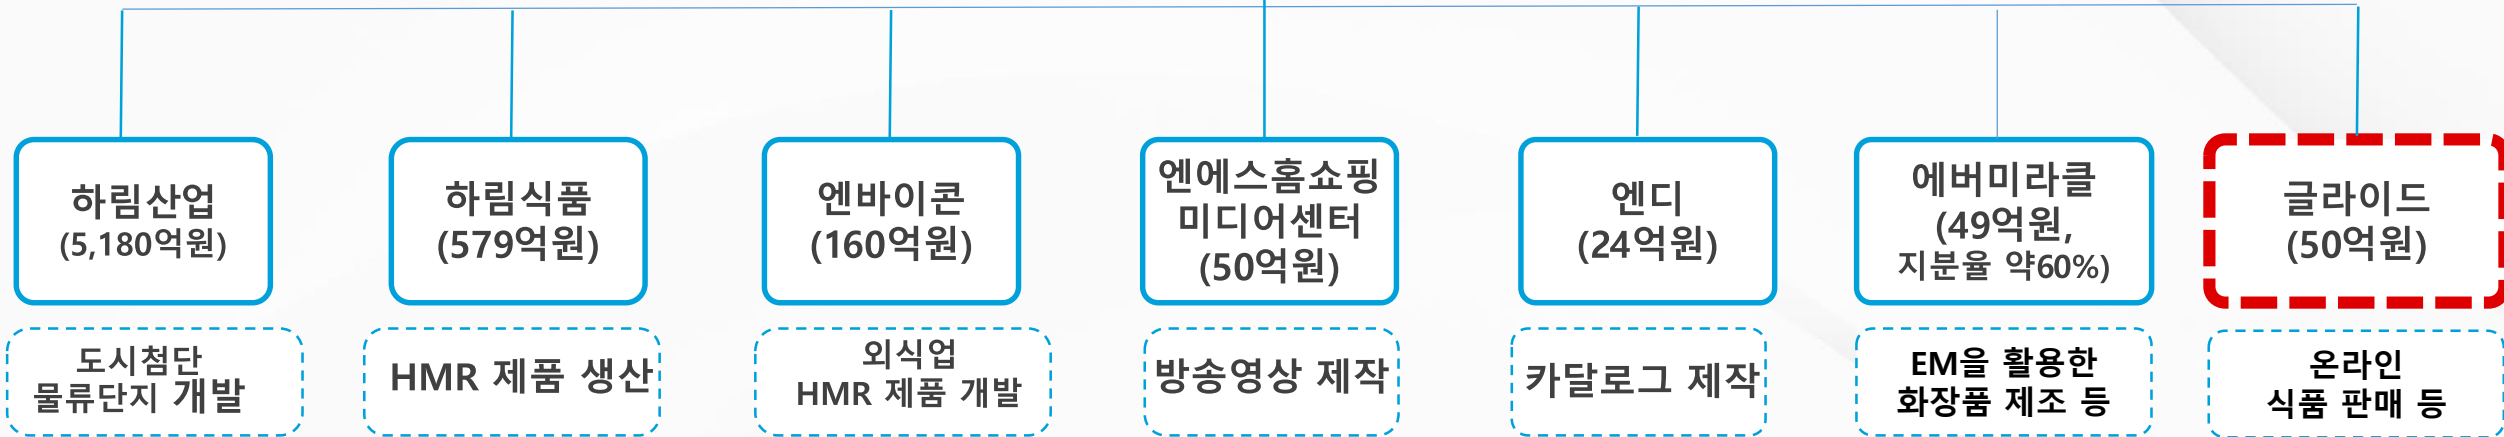 하림산업
(5,180억원)
하림식품
(579억원)
엔바이콘
(160억원)
엔에스홈쇼핑
미디어센터
(50억원)
엔디
(24억원)
에버미라클
(49억원,
지분율 약60%)
글라이드
(50억원)
도시첨단
물류단지 개발
HMR 제품 생산
외식업
HMR 제품 개발
방송영상 제작
카달로그 제작
EM을 활용한
화장품 제조 등
온라인
식품 판매 등